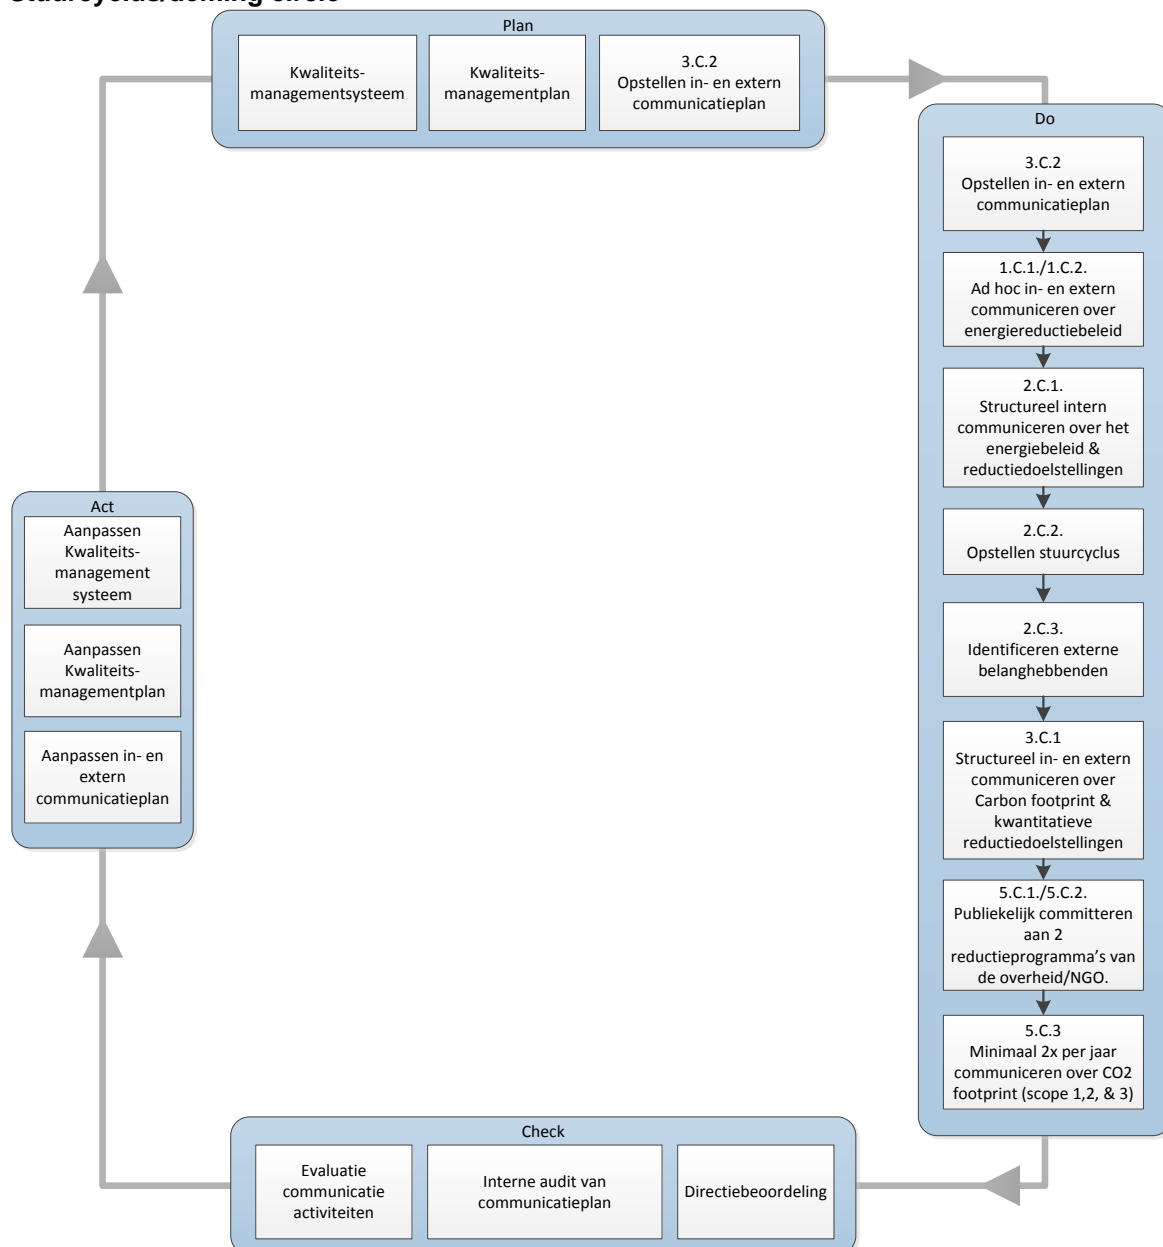 Stuurcyclus/deming circle
Plan
Kwaliteits-
managementsysteem
Kwaliteits-
managementplan
3.C.2
Opstellen in- en extern
communicatieplan
Do
3.C.2
Opstellen in- en extern
communicatieplan
1.C.1./1.C.2.
Ad hoc in- en extern
communiceren over
energiereductiebeleid
2.C.1.
Structureel intern
communiceren over het
energiebeleid &
reductiedoelstellingen
2.C.2.
Opstellen stuurcyclus
2.C.3.
Identificeren externe
belanghebbenden
3.C.1
Structureel in- en extern
communiceren over
Carbon footprint &
kwantitatieve
reductiedoelstellingen
5.C.1./5.C.2.
Publiekelijk committeren
aan 2
reductieprogramma's van
de overheid/NGO.
5.C.3
Minimaal 2x per jaar
communiceren over CO2
footprint (scope 1,2, & 3)
Check
Evaluatie
communicatie
activiteiten
Interne audit van
communicatieplan
Directiebeoordeling
Act
Aanpassen
Kwaliteits-
management
systeem
Aanpassen
Kwaliteits-
managementplan
Aanpassen in- en
extern
communicatieplan